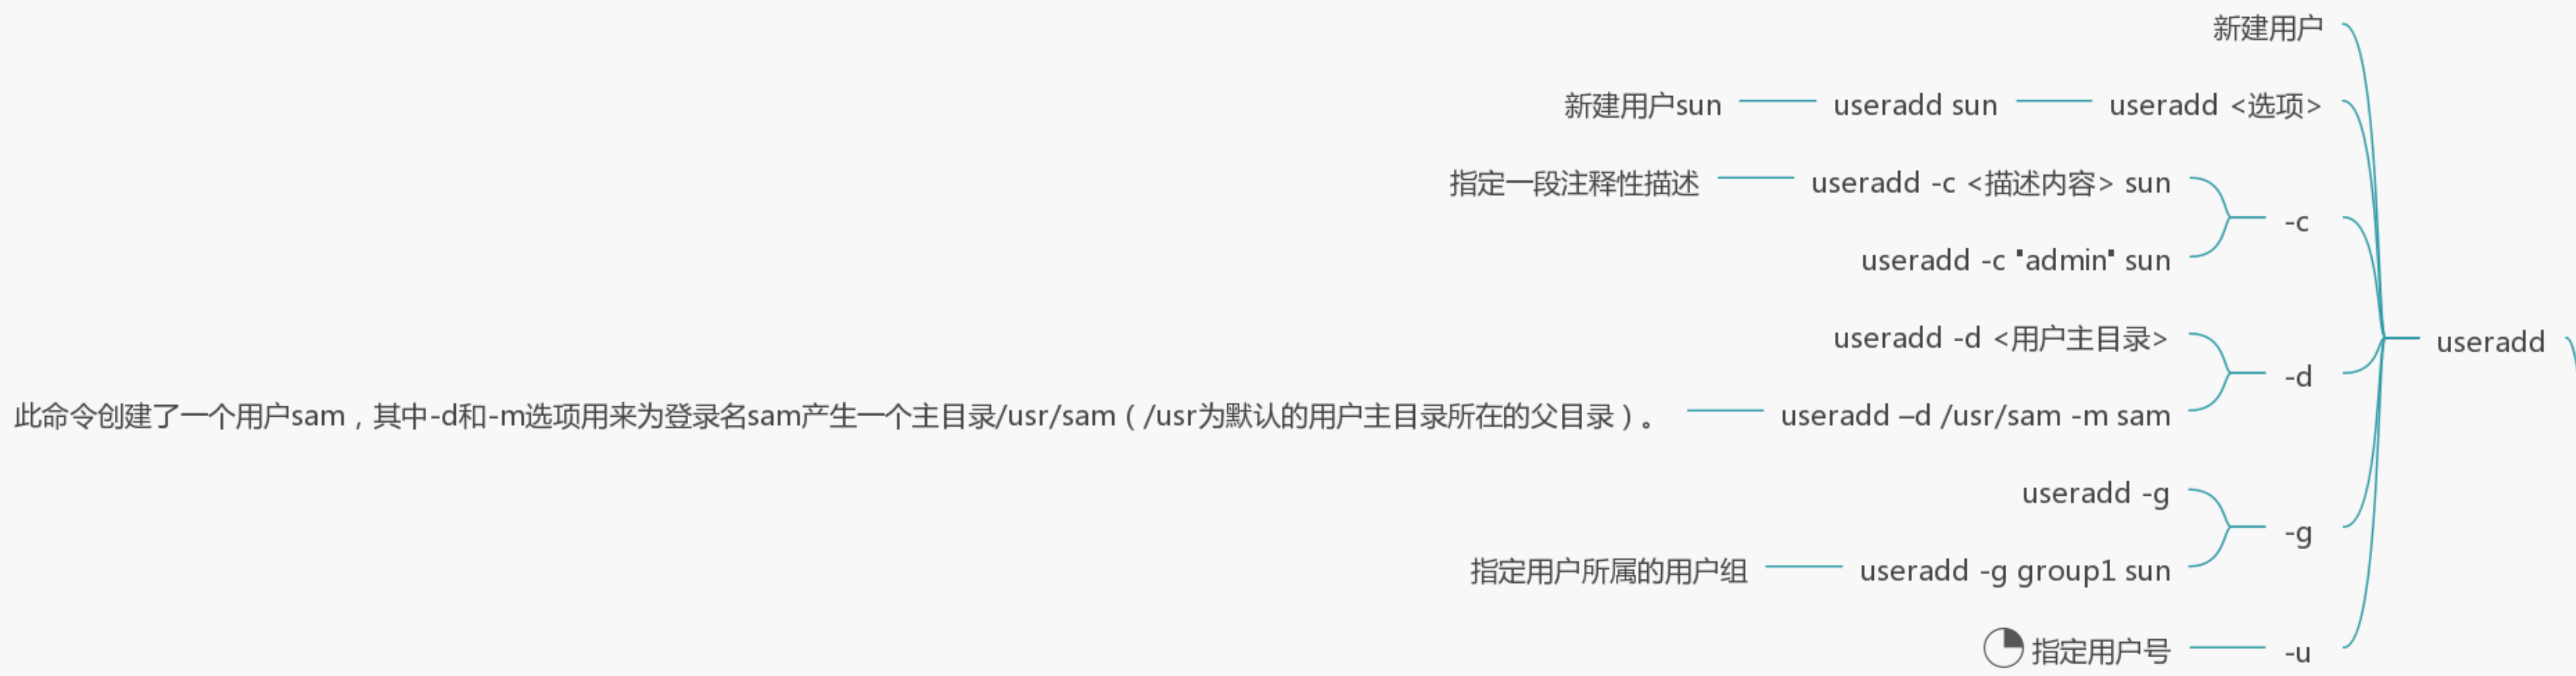 新建用户
新建用户sun useradd sun useradd <选项>
指定一段注释性描述 useradd -c <描述内容> sun
-c
useradd -c "admin" sun
useradd -d <用户主目录>
useradd
-d
此命令创建了一个用户sam，其中-d和-m选项用来为登录名sam产生一个主目录/usr/sam（/usr为默认的用户主目录所在的父目录）。 useradd –d /usr/sam -m sam
useradd -g
-g
指定用户所属的用户组 useradd -g group1 sun
指定用户号 -u